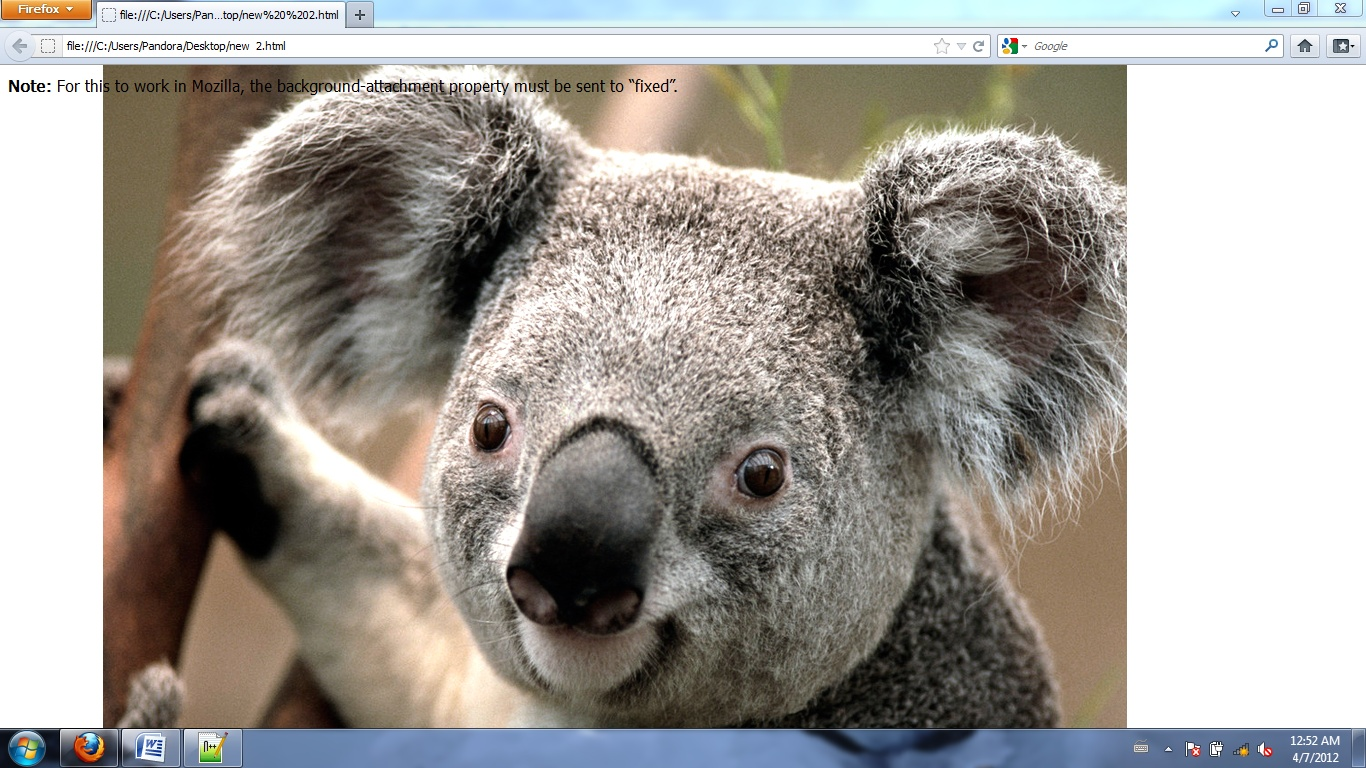 Firefox
file:///C:/Users/Pan...top/new%20%202.html
file:///C:/Users/Pandora/Desktop/new  2.html
Google
Note: For this to work in Mozilla, the background-attachment property must be sent to “fixed”.
12:52 AM
4/7/2012